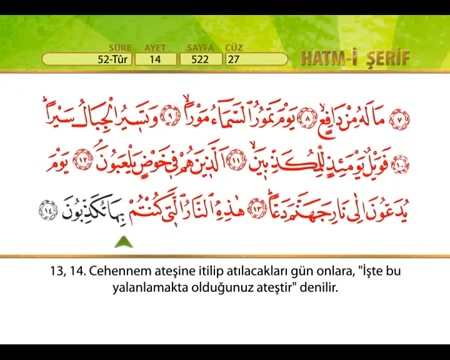 SÛRE AYET SAYFA CÜZ
52-Tûr 14 522 27
HATM-İ ŞERİF
مَا لَهُ مِنْ دَافِعٍ ﴿٨﴾ يَوْمَ تَمُورُ السَّمَاءُ مَوْرًا ﴿٩﴾ وَتَسِيرُ الْجِبَالُ سَيْرًا ﴿٧﴾
﴿١٠﴾ فَوَيْلٌ يَوْمَئِذٍ لِلْمُكَذِّبِينَ ﴿١١﴾ اَلَّذِينَ هُمْ فِي خَوْضٍ يَلْعَبُونَ ﴿١٢﴾ يَوْمَ
يُدَعُّونَ اِلٰى نَارِ جَهَنَّمَ دَعًّا ﴿١٣﴾ هٰذِهِ النَّارُ الَّتِي كُنْتُمْ بِهَا تُكَذِّبُونَ ﴿١٤﴾
13, 14. Cehennem ateşine itilip atılacakları gün onlara, "İşte bu
yalanlamakta olduğunuz ateştir" denilir.